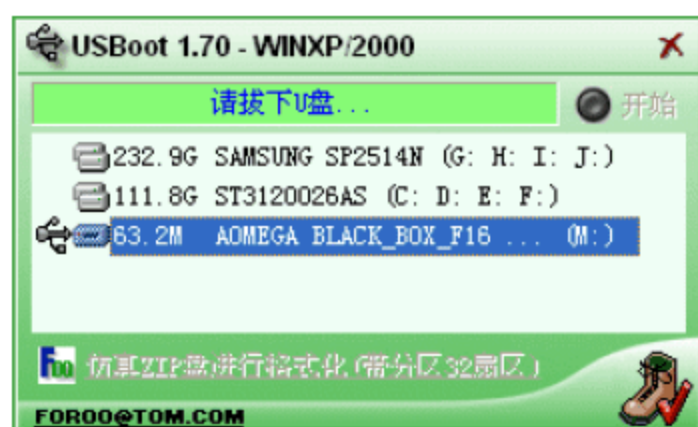 USBoot 1.70 - WINXP/2000
请拔下U盘...
开始
232.9G SAMSUNG SP2514N (G: H: I: J:)
111.8G ST3120026AS (C: D: E: F:)
63.2M AOMEGA BLACK_BOX_F16 ... (M:)
Foo 仿真ZIP盘,并行格式化(带分区32扇区)
FOROO@TOM.COM